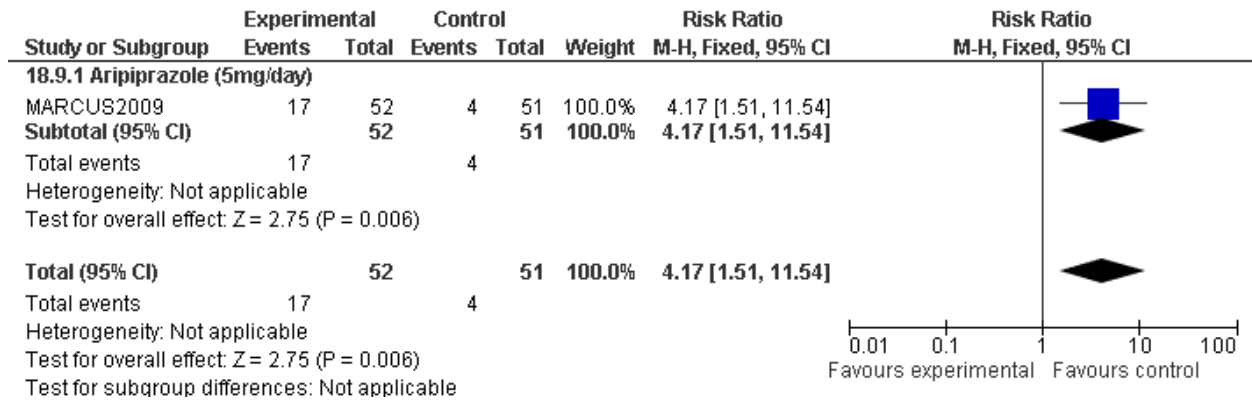 Experimental Control Risk Ratio Risk Ratio
Study or Subgroup Events Total Events Total Weight M-H, Fixed, 95% CI M-H, Fixed, 95% CI
18.9.1 Aripiprazole (5mg/day)
MARCUS2009 17 52 4 51 100.0% 4.17 [1.51, 11.54]
Subtotal (95% CI) 52 51 100.0% 4.17 [1.51, 11.54]
Total events 17 4
Heterogeneity: Not applicable
Test for overall effect: Z = 2.75 (P = 0.006)
Total (95% CI) 52 51 100.0% 4.17 [1.51, 11.54]
Total events 17 4
Heterogeneity: Not applicable
Test for overall effect: Z = 2.75 (P = 0.006)
Test for subgroup differences: Not applicable
0.01 0.1 1 10 100
Favours experimental Favours control